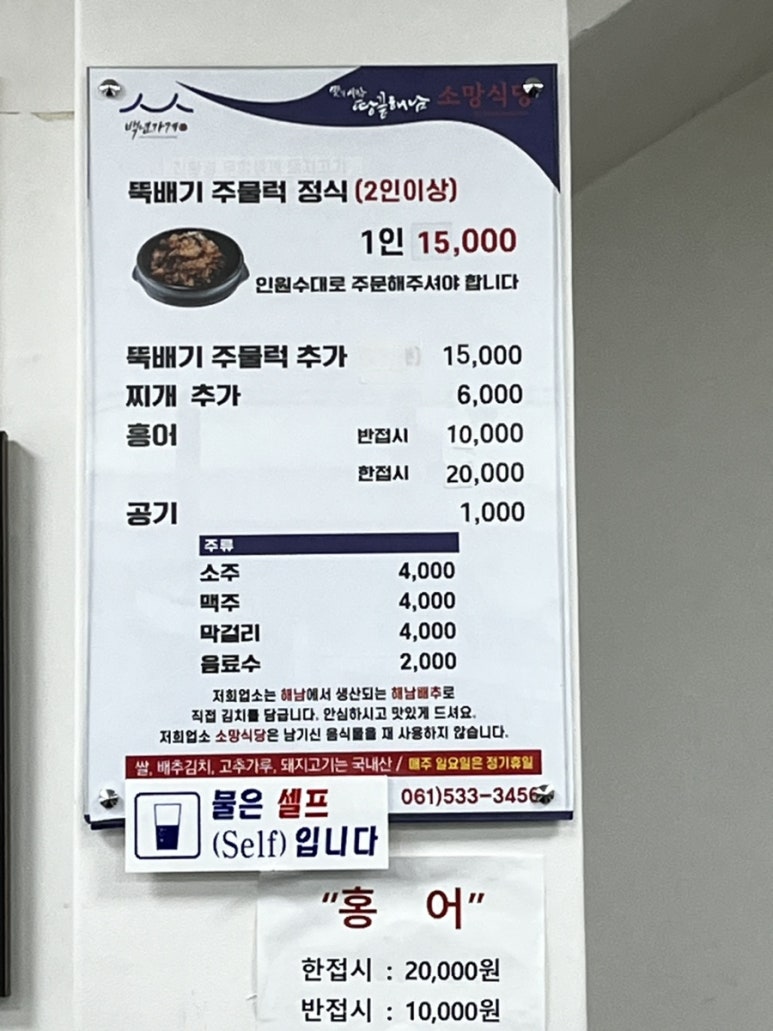 백년가게
맛의 비밀 땅끝해남 소망식당
뚝배기 주물럭 정식 (2인이상)
1인 15,000
인원수대로 주문해주셔야 합니다
뚝배기 주물럭 추가 15,000
찌개 추가 6,000
홍어 반접시 10,000
한접시 20,000
공기 1,000
주류
소주 4,000
맥주 4,000
막걸리 4,000
음료수 2,000
저희업소는 해남에서 생산되는 해남배추로
직접 김치를 담급니다. 안심하시고 맛있게 드셔요.
저희업소 소망식당은 남기신 음식물을 재 사용하지 않습니다.
쌀, 배추김치, 고추가루, 돼지고기는 국내산 / 매주 일요일은 정기휴일
061)533-3456
물은 셀프
(Self) 입니다
"홍 어"
한접시 : 20,000원
반접시 : 10,000원